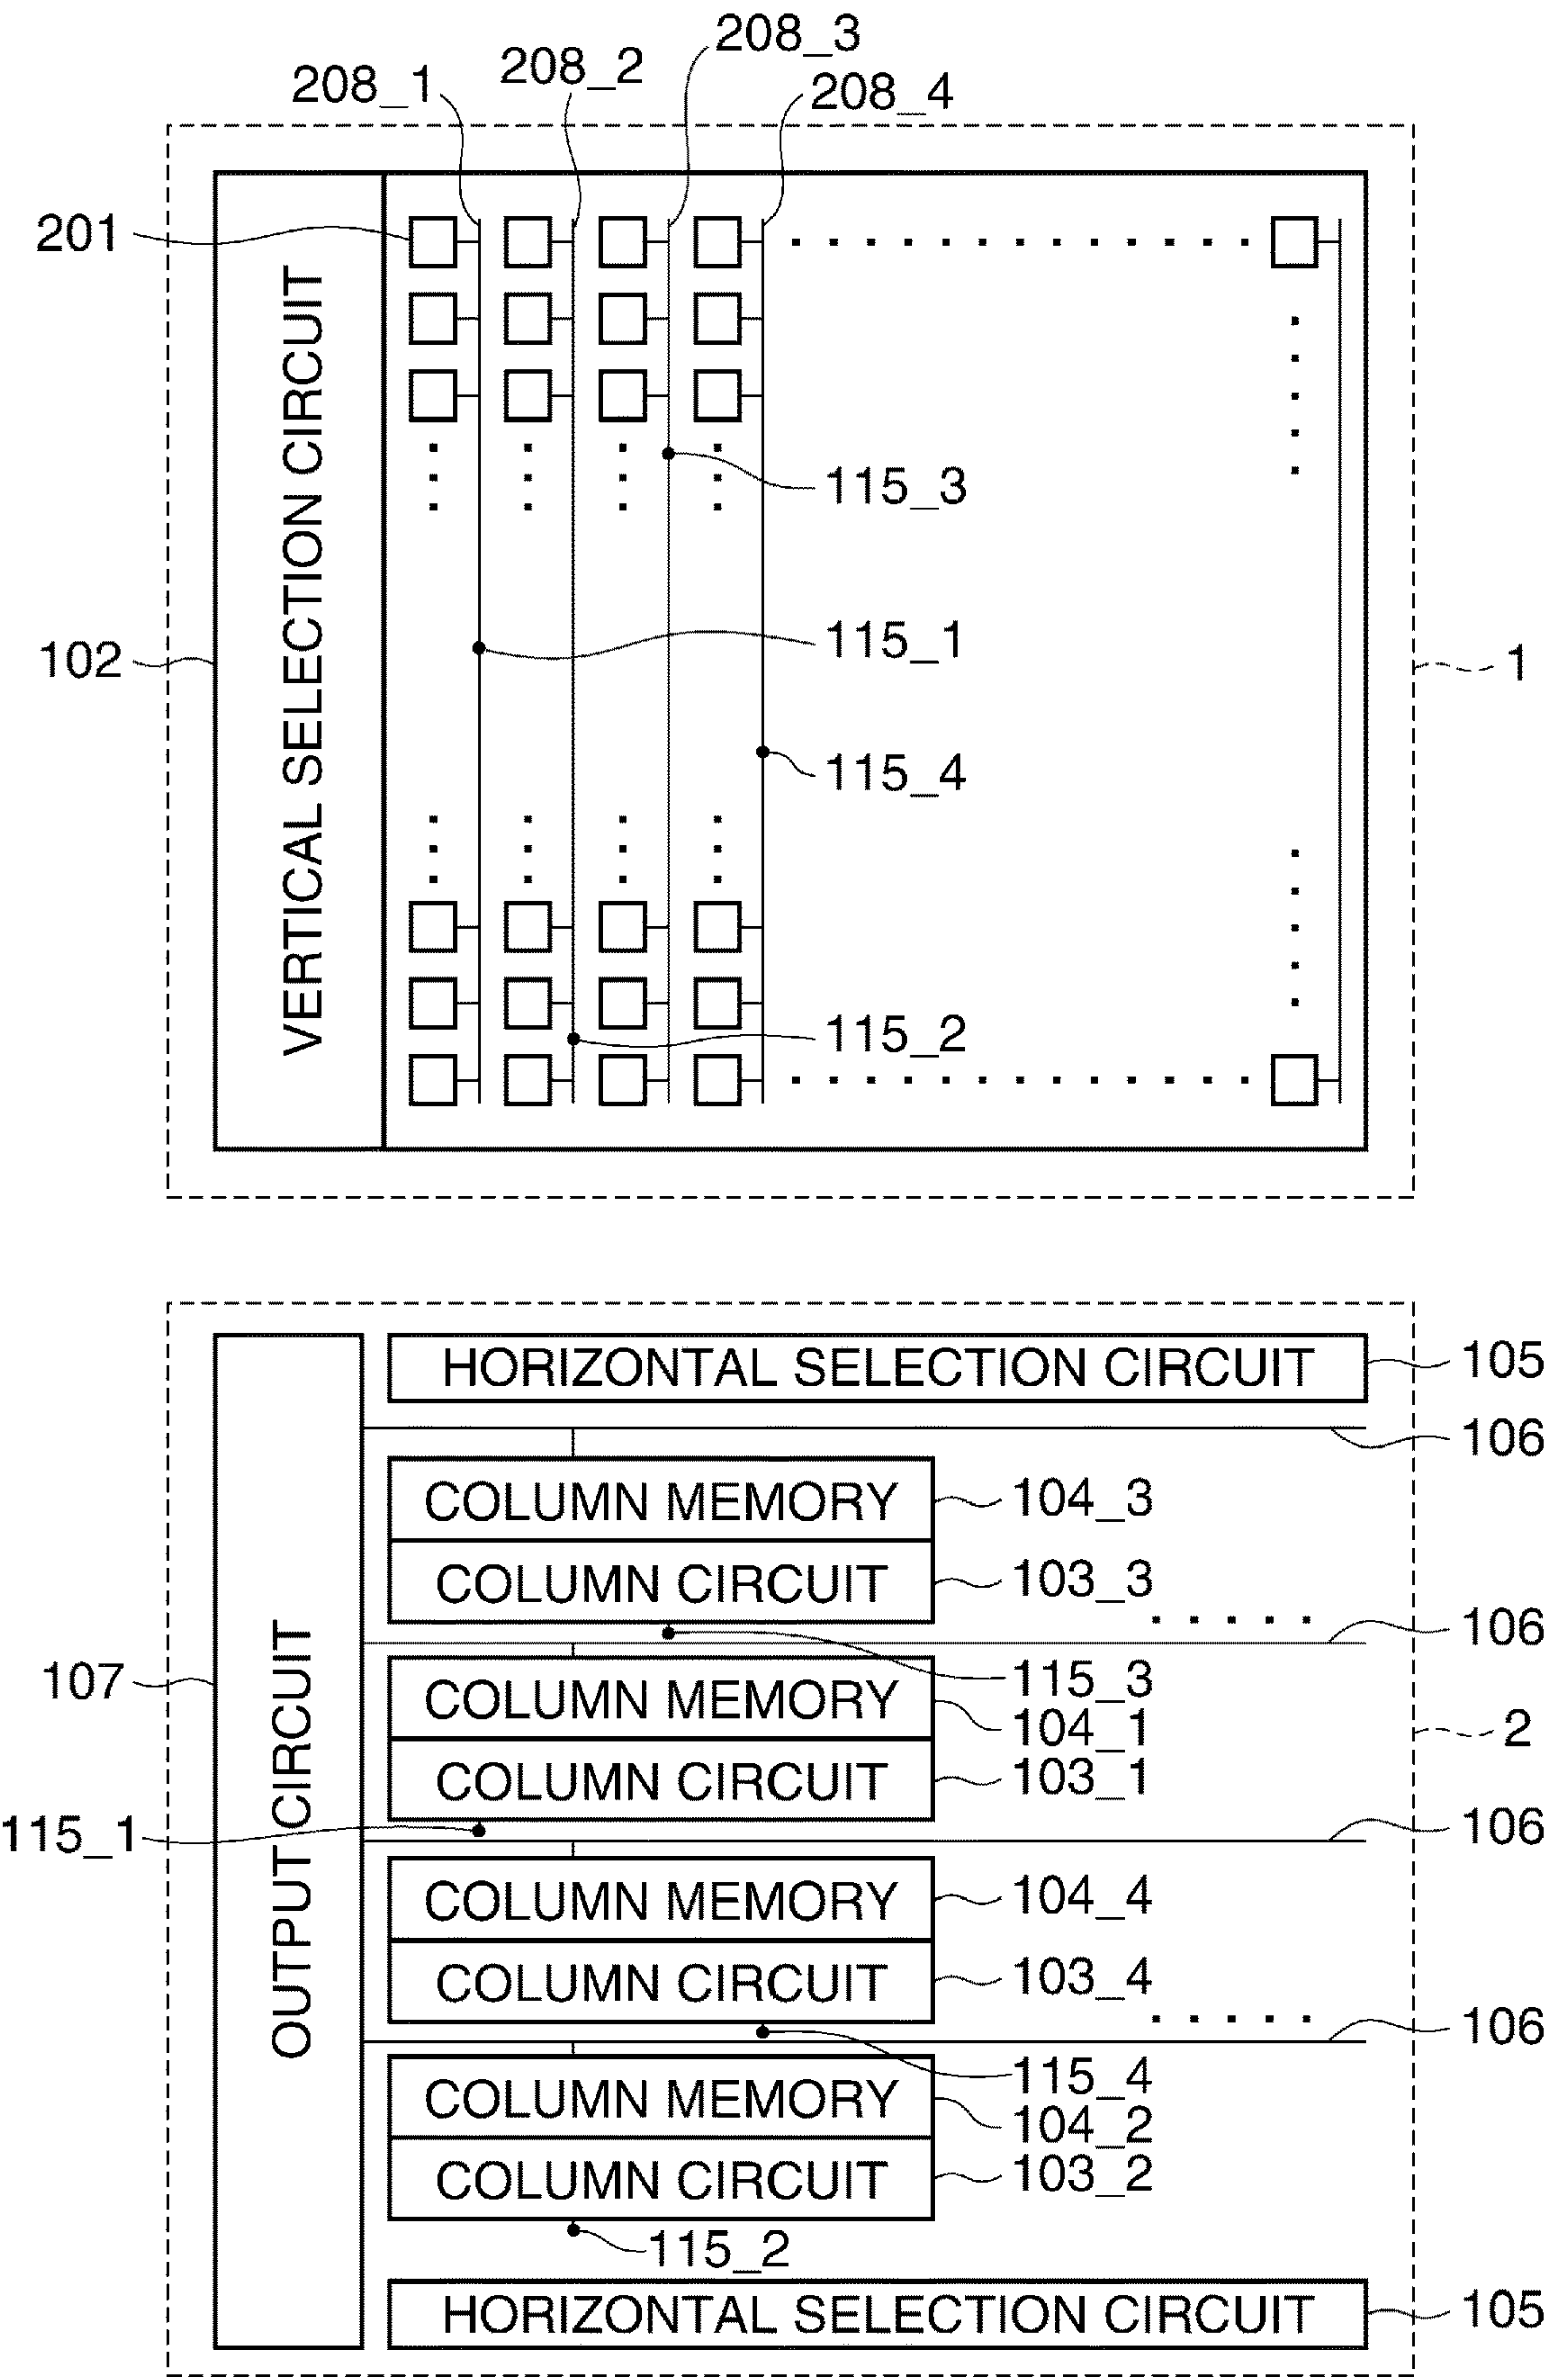 208_3
208_2
208_1
208_4
201
VERTICAL SELECTION CIRCUIT
115_3
115_1
102
1
115_4
115_2
HORIZONTAL SELECTION CIRCUIT
105
106
COLUMN MEMORY
104_3
COLUMN CIRCUIT
103_3
106
OUTPUT CIRCUIT
107
115_3
COLUMN MEMORY
104_1
2
COLUMN CIRCUIT
103_1
115_1
106
COLUMN MEMORY
104_4
COLUMN CIRCUIT
103_4
106
115_4
COLUMN MEMORY
104_2
COLUMN CIRCUIT
103_2
115_2
HORIZONTAL SELECTION CIRCUIT
105